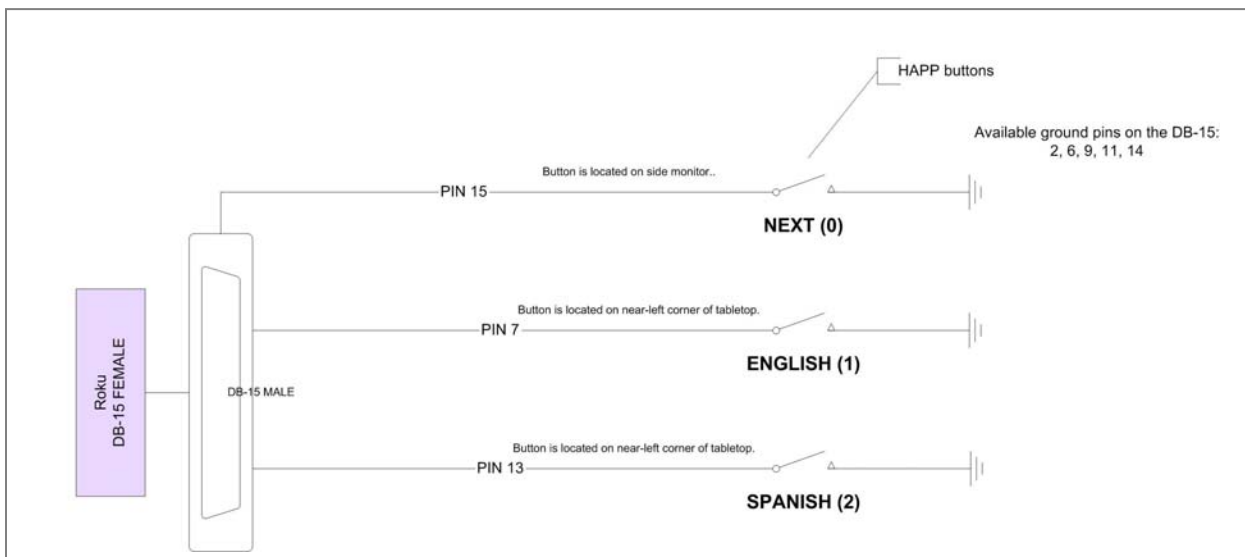 HAPP buttons
Available ground pins on the DB-15:
2, 6, 9, 11, 14
Button is located on side monitor..
PIN 15
NEXT (0)
Button is located on near-left corner of tabletop.
PIN 7
ENGLISH (1)
Roku
DB-15 FEMALE
DB-15 MALE
Button is located on near-left corner of tabletop.
PIN 13
SPANISH (2)